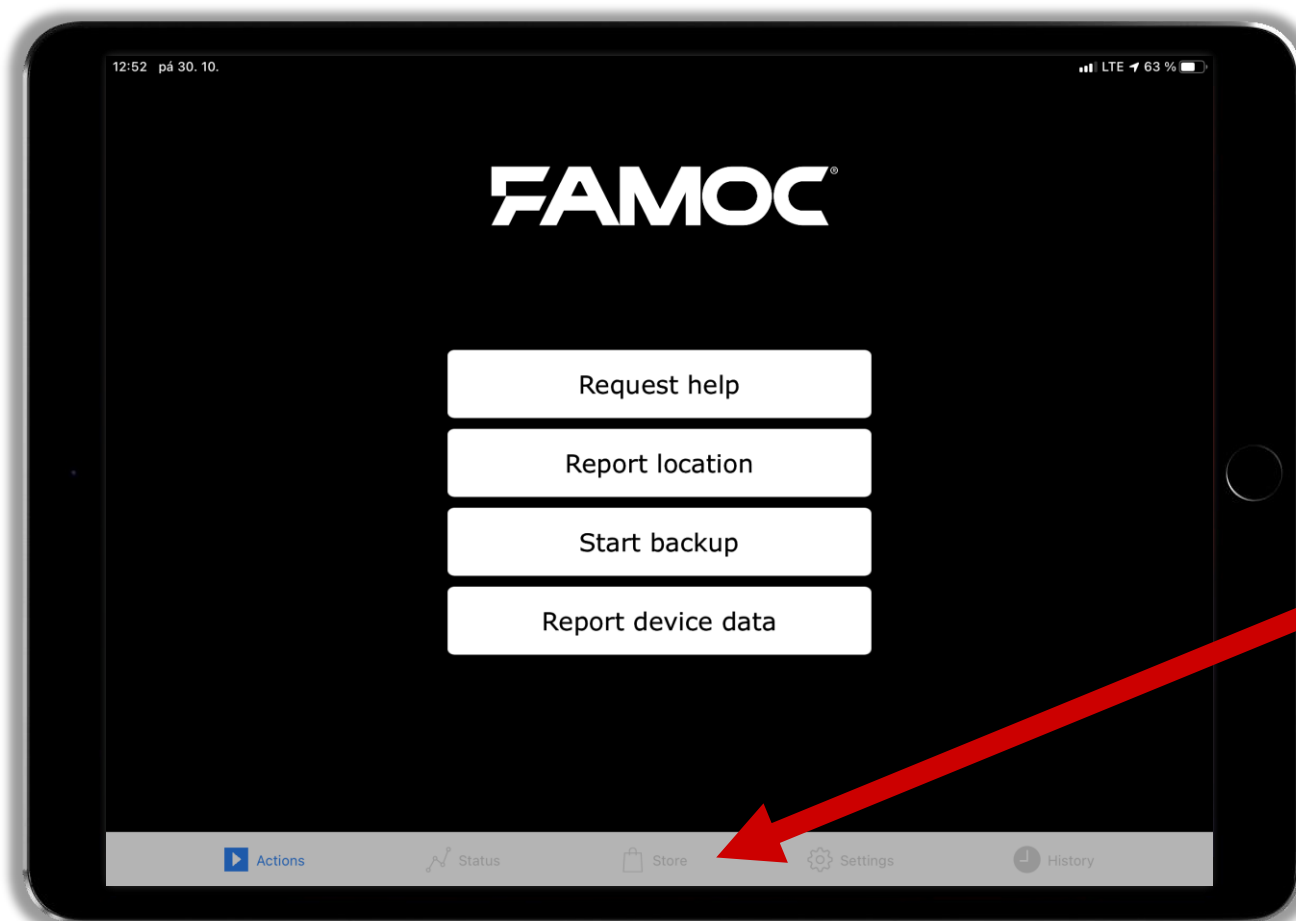 12:52 pá 30. 10. LTE 63 %
FAMOC®
Request help
Report location
Start backup
Report device data
Actions Status Store Settings History